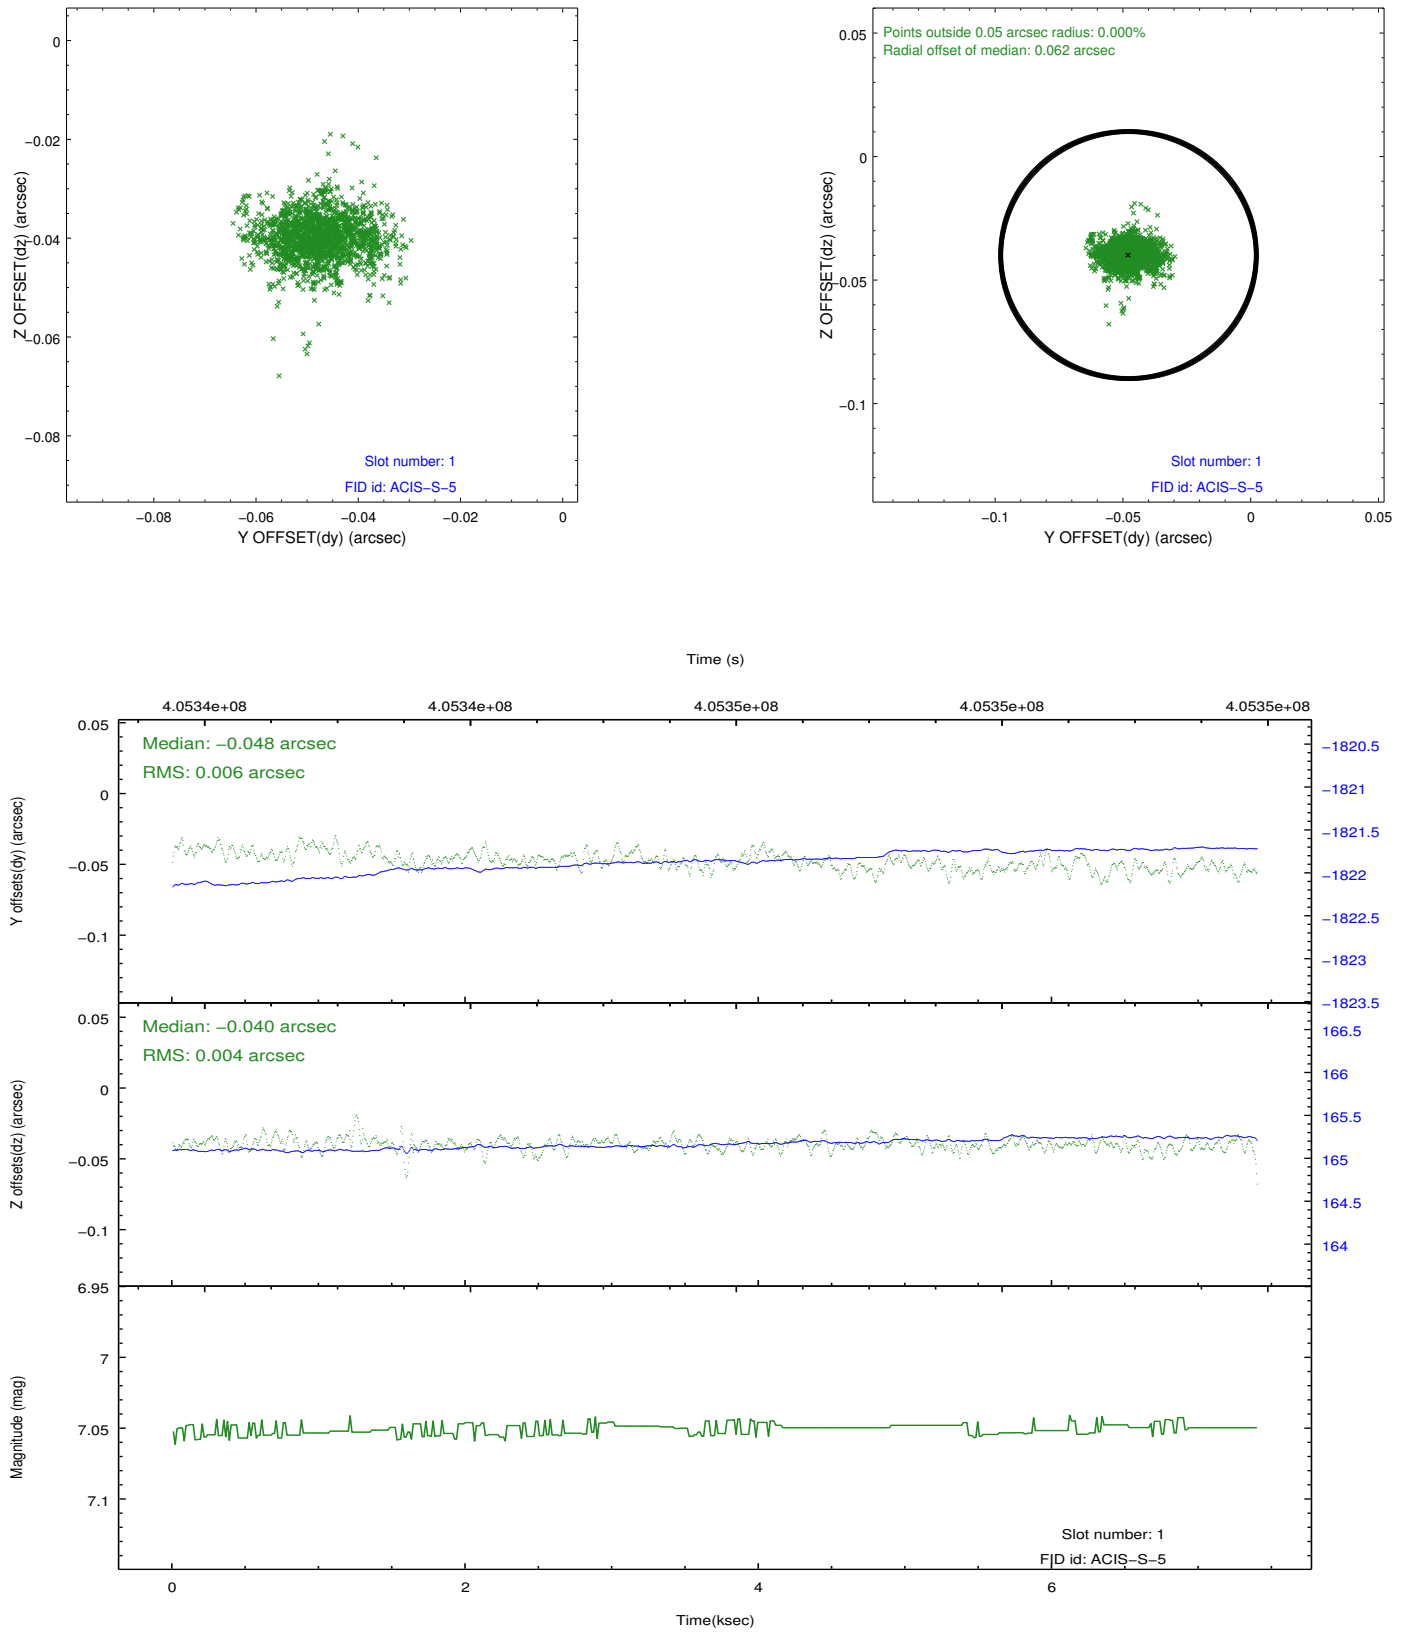 0
−0.02
−0.04
−0.06
−0.08
Z OFFSET(dz) (arcsec)
Slot number: 1
FID id: ACIS−S−5
−0.08
−0.06
−0.04
−0.02
0
Y OFFSET(dy) (arcsec)
Points outside 0.05 arcsec radius: 0.000%
Radial offset of median: 0.062 arcsec
0.05
0
−0.05
−0.1
Z OFFSET(dz) (arcsec)
Slot number: 1
FID id: ACIS−S−5
−0.1
−0.05
0
0.05
Y OFFSET(dy) (arcsec)
Time (s)
4.0534e+08
4.0534e+08
4.0535e+08
4.0535e+08
4.0535e+08
Median: −0.048 arcsec
RMS: 0.006 arcsec
0.05
0
−0.05
−0.1
Y offsets(dy) (arcsec)
−1820.5
−1821
−1821.5
−1822
−1822.5
−1823
−1823.5
Median: −0.040 arcsec
RMS: 0.004 arcsec
0.05
0
−0.05
−0.1
Z offsets(dz) (arcsec)
166.5
166
165.5
165
164.5
164
6.95
7
7.05
7.1
Magnitude (mag)
Slot number: 1
FID id: ACIS−S−5
0
2
4
6
Time(ksec)